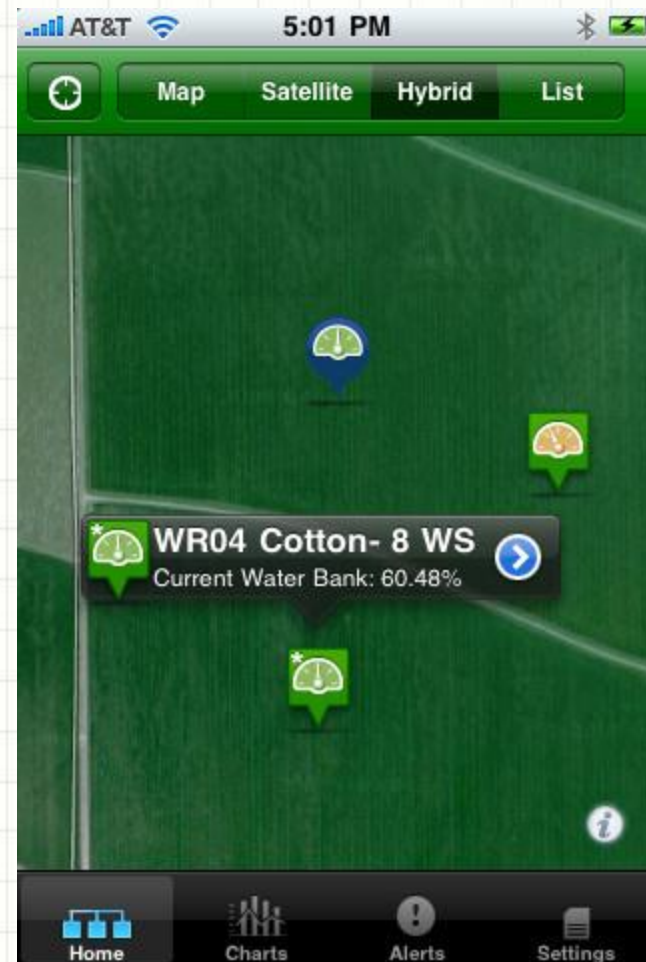 AT&T 5:01 PM
Map Satellite Hybrid List
* WR04 Cotton- 8 WS
Current Water Bank: 60.48%
*
i
Home Charts Alerts Settings